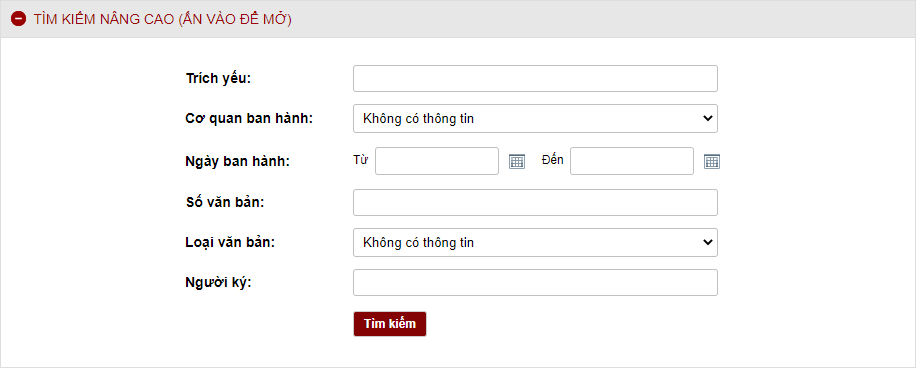 TÌM KIẾM NÂNG CAO (ẤN VÀO ĐỂ MỞ)
Trích yếu:
Cơ quan ban hành: Không có thông tin
Ngày ban hành: Từ Đến
Số văn bản:
Loại văn bản: Không có thông tin
Người ký:
Tìm kiếm